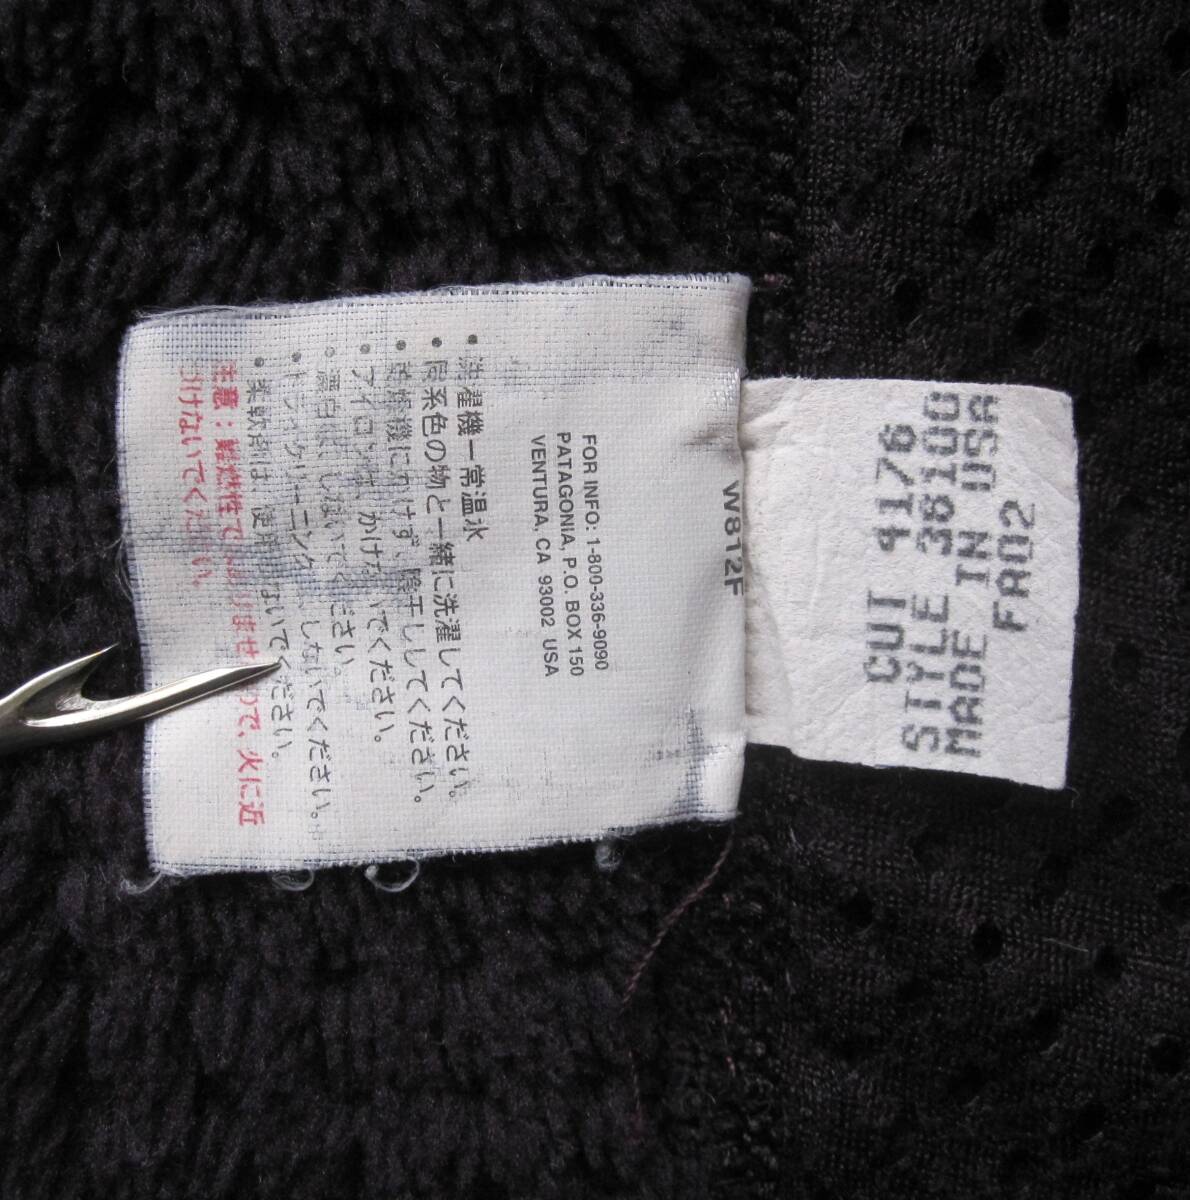 W812F
FOR INFO: 1-800-336-9090
PATAGONIA, P.O. BOX 150
VENTURA, CA 93002 USA
• 洗濯機一常温水
• 同系色の物と一緒に洗濯してください。
• 乾燥機にかけず、陰干ししてください。
• アイロンは、かけないでください。
• 漂白は、しないでください。
• ドライクリーニングしないでください。
• 柔軟剤は、使用しないでください。
注意:難燃性でありませんので、火に近
づけないでください。
CUT 4176
STYLE 36100
MADE IN USA
FA02